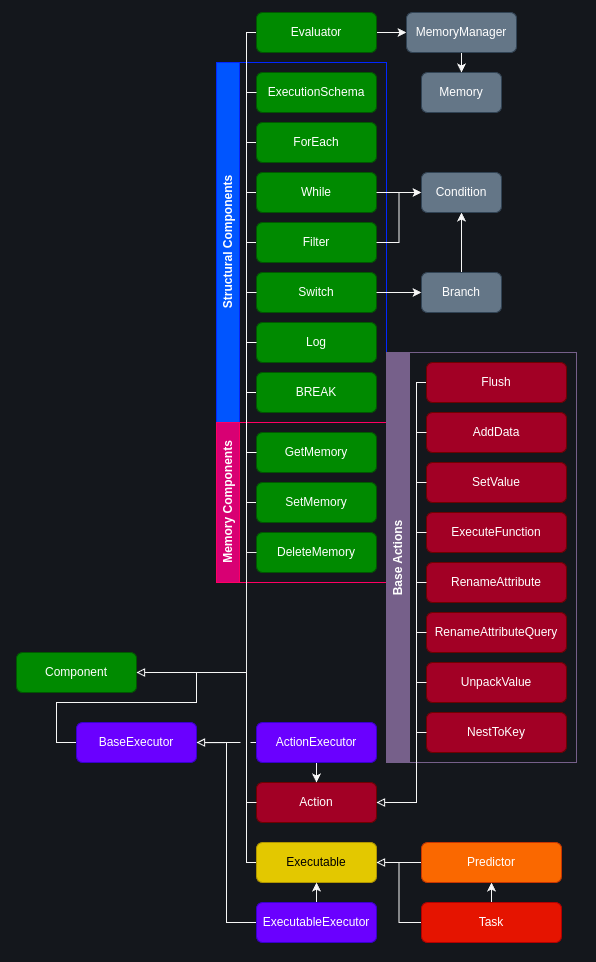 Evaluator
MemoryManager
Structural Components
ExecutionSchema
Memory
ForEach
While
Condition
Filter
Switch
Branch
Log
BREAK
Base Actions
Flush
AddData
SetValue
ExecuteFunction
RenameAttribute
RenameAttributeQuery
UnpackValue
NestToKey
Memory Components
GetMemory
SetMemory
DeleteMemory
Component
BaseExecutor
ActionExecutor
Action
Executable
Predictor
ExecutableExecutor
Task